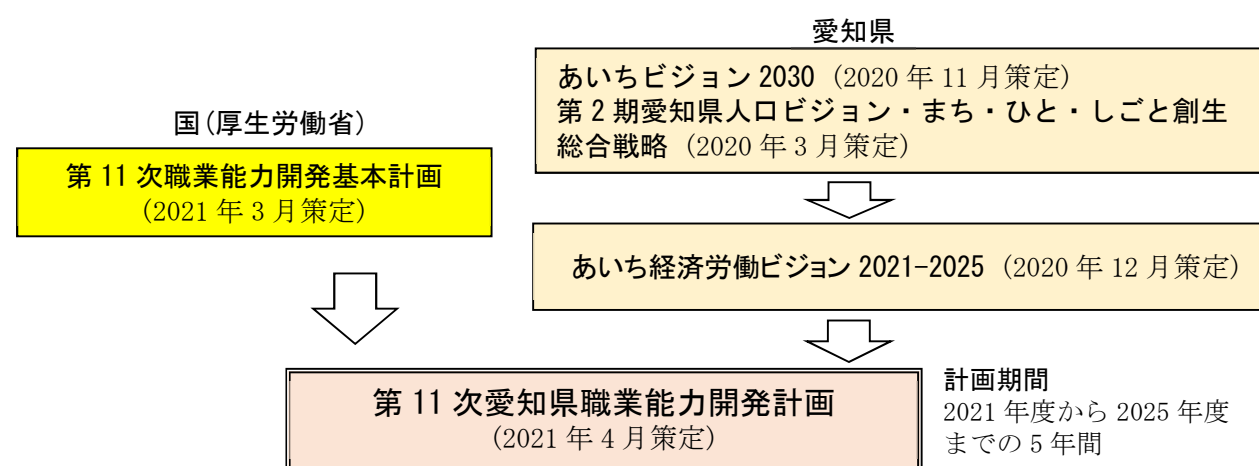 愛知県
あいちビジョン 2030（2020 年 11 月策定）
第 2 期愛知県人口ビジョン・まち・ひと・しごと創生
総合戦略（2020 年 3 月策定）
国(厚生労働省)
第 11 次職業能力開発基本計画
（2021 年 3 月策定）
あいち経済労働ビジョン 2021-2025（2020 年 12 月策定）
第 11 次愛知県職業能力開発計画
（2021 年 4 月策定）
計画期間
2021 年度から 2025 年度
までの 5 年間